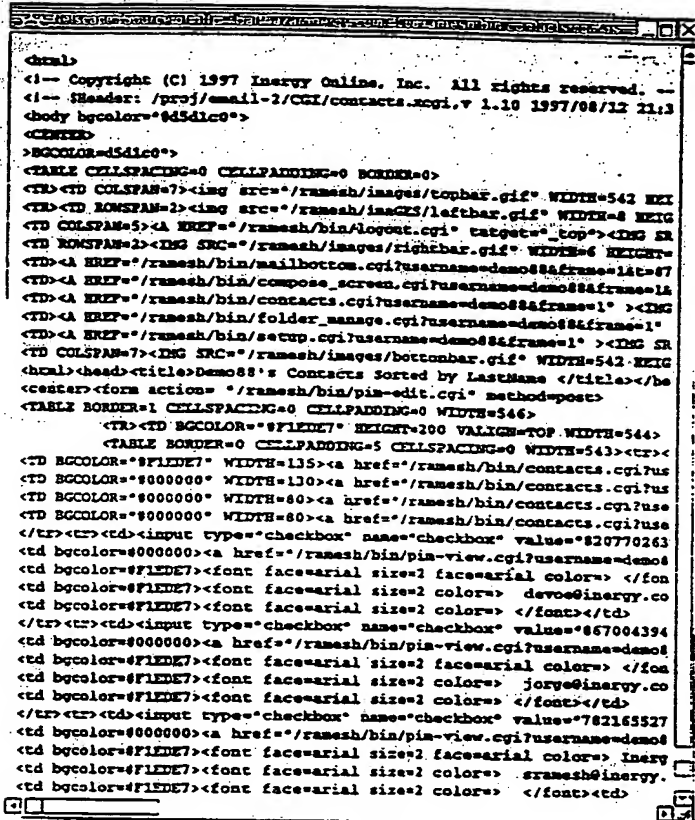 <html>
<!-- Copyright (C) 1997 Inergy Online, Inc. All rights reserved. --
<!-- $Header: /proj/email-2/CGI/contacts.xcgi,v 1.10 1997/08/12 21:3
<body bgcolor="#d5d1c0">
<CENTER>
>BGCOLOR=d5d1c0">
<TABLE CELLSPACING=0 CELLPADDING=0 BORDER=0>
<TR><TD COLSPAN=7><img src="/ramesh/images/topbar.gif" WIDTH=542 HEI
<TR><TD ROWSPAN=2><img src="/ramesh/imaGES/leftbar.gif" WIDTH=8 HEIG
<TD COLSPAN=5><A HREF="/ramesh/bin/logout.cgi" tatget="_top"><IMG SR
<TD ROWSPAN=2><IMG SRC="/ramesh/images/rightbar.gif" WIDTH=6 HEIGHT=
<TD><A HREF="/ramesh/bin/mailbottom.cgi?username=demo88&frame=1&t=87
<TD><A HREF="/ramesh/bin/compose_screen.cgi?username=demo88&frame=1&
<TD><A HREF="/ramesh/bin/contacts.cgi?username=demo88&frame=1" ><IMG
<TD><A HREF="/ramesh/bin/folder_manage.cgi?username=demo88&frame=1"
<TD><A HREF="/ramesh/bin/setup.cgi?username=demo88&frame=1" ><IMG SR
<TD COLSPAN=7><IMG SRC="/ramesh/images/bottonbar.gif" WIDTH=542 HEIG
<html><head><title>Demo88's Contacts Sorted by LastName </title></he
<center><form action= "/ramesh/bin/pim-edit.cgi" method=post>
<TABLE BORDER=1 CELLSPACING=0 CELLPADDING=0 WIDTH=546>
<TR><TD BGCOLOR="#F1EDE7" HEIGHT=200 VALIGN=TOP WIDTH=544>
<TABLE BORDER=0 CELLPADDING=5 CELLSPACING=0 WIDTH=543><tr><
<TD BGCOLOR="#F1EDE7" WIDTH=135><a href="/ramesh/bin/contacts.cgi?us
<TD BGCOLOR="#000000" WIDTH=130><a href="/ramesh/bin/contacts.cgi?us
<TD BGCOLOR="#000000" WIDTH=80><a href="/ramesh/bin/contacts.cgi?use
<TD BGCOLOR="#000000" WIDTH=80><a href="/ramesh/bin/contacts.cgi?use
</tr><tr><td><input type="checkbox" name="checkbox" value="820770263
<td bgcolor=#000000><a href="/ramesh/bin/pim-view.cgi?username=demo8
<td bgcolor=#F1EDE7><font face=arial size=2 face=arial color=> </fon
<td bgcolor=#F1EDE7><font face=arial size=2 color=> devoe@inergy.co
<td bgcolor=#F1EDE7><font face=arial size=2 color=> </font></td>
</tr><tr><td><input type="checkbox" name="checkbox" value="867004394
<td bgcolor=#000000><a href="/ramesh/bin/pim-view.cgi?username=demo8
<td bgcolor=#F1EDE7><font face=arial size=2 face=arial color=> </fon
<td bgcolor=#F1EDE7><font face=arial size=2 color=> jorge@inergy.co
<td bgcolor=#F1EDE7><font face=arial size=2 color=> </font></td>
</tr><tr><td><input type="checkbox" name="checkbox" value="782165527
<td bgcolor=#000000><a href="/ramesh/bin/pim-view.cgi?username=demo8
<td bgcolor=#F1EDE7><font face=arial size=2 face=arial color=> Inerg
<td bgcolor=#F1EDE7><font face=arial size=2 color=> sramesh@inergy.
<td bgcolor=#F1EDE7><font face=arial size=2 color=> </font><td>